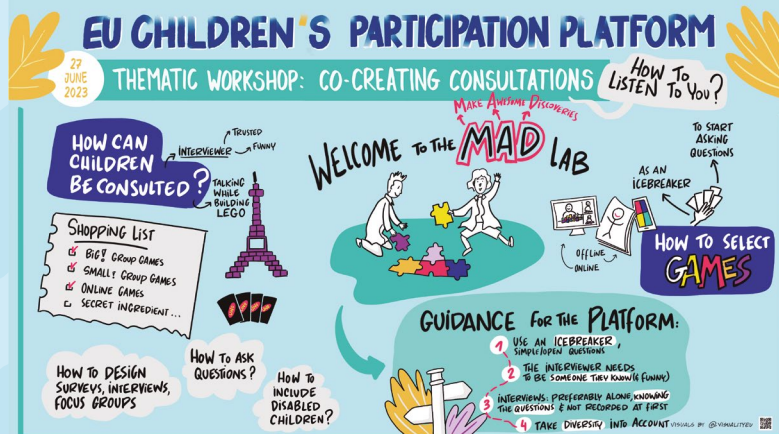 EU CHILDREN'S PARTICIPATION PLATFORM
27
JUNE
2023
THEMATIC WORKSHOP: CO-CREATING CONSULTATIONS
HOW TO
LISTEN TO YOU?
HOW CAN
CHILDREN
BE CONSULTED?
INTERVIEWER
TRUSTED
FUNNY
TALKING
WHILE
BUILDING
LEGO
SHOPPING LIST
BIG! GROUP GAMES
SMALL! GROUP GAMES
ONLINE GAMES
SECRET INGREDIENT...
HOW TO DESIGN
SURVEYS, INTERVIEWS,
FOCUS GROUPS
HOW TO ASK
QUESTIONS?
HOW TO
INCLUDE
DISABLED
CHILDREN?
MAKE AWESOME DISCOVERIES
WELCOME TO THE MAD LAB
TO START
ASKING
QUESTIONS
AS AN
ICEBREAKER
OFFLINE
ONLINE
HOW TO SELECT
GAMES
GUIDANCE FOR THE PLATFORM:
1 USE AN ICEBREAKER,
SIMPLE/OPEN QUESTIONS
2 THE INTERVIEWER NEEDS
TO BE SOMEONE THEY KNOW (& FUNNY)
3 INTERVIEWS: PREFERABLY ALONE, KNOWING
THE QUESTIONS & NOT RECORDED AT FIRST
4 TAKE DIVERSITY INTO ACCOUNT
VISUALS BY @VISUALITYEU